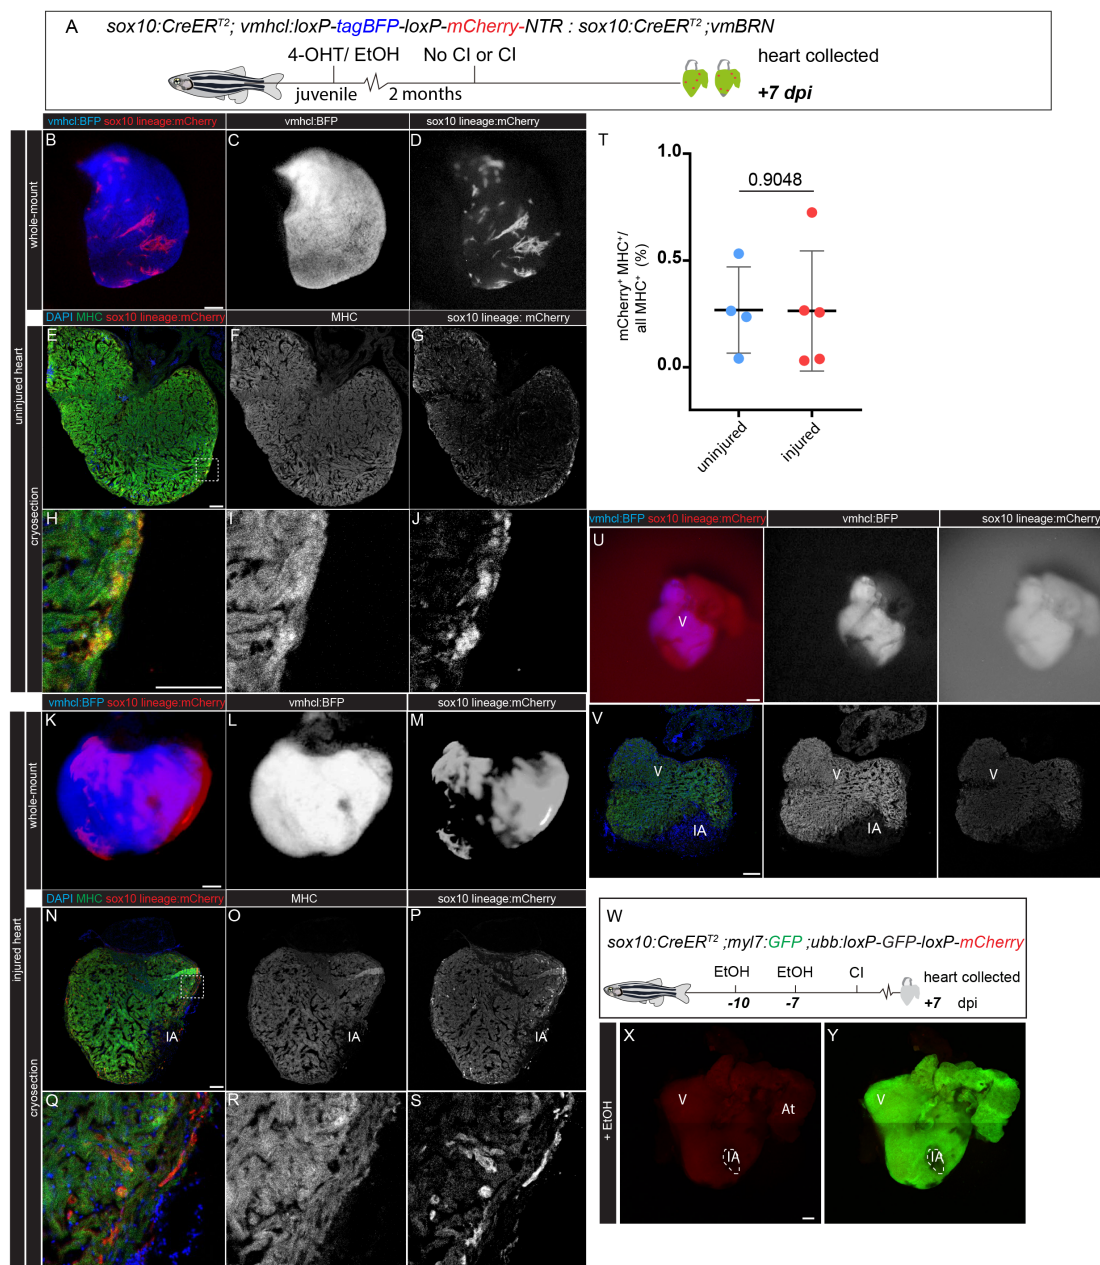 A sox10:CreERT2; vmhcl:loxP-tagBFP-loxP-mCherry-NTR : sox10:CreERT2 ;vmBRN
4-OHT/ EtOH No CI or CI heart collected
juvenile 2 months +7 dpi
vmhcl:BFP sox10 lineage:mCherry vmhcl:BFP sox10 lineage:mCherry
B C D
whole-mount
T
1.0
0.9048
0.5
0.0
mCherry+ MHC+/
all MHC+ (%)
uninjured injured
DAPI MHC sox10 lineage:mCherry MHC sox10 lineage: mCherry
E F G
uninjured heart
cryosection
H I J
vmhcl:BFP sox10 lineage:mCherry vmhcl:BFP sox10 lineage:mCherry
U
V
V
V V
IA IA
vmhcl:BFP sox10 lineage:mCherry vmhcl:BFP sox10 lineage:mCherry
K L M
whole-mount
injured heart
DAPI MHC sox10 lineage:mCherry MHC sox10 lineage:mCherry
N O P
IA IA IA
cryosection
Q R S
W
sox10:CreERT2 ;myl7:GFP ;ubb:loxP-GFP-loxP-mCherry
EtOH EtOH CI heart collected
-10 -7 +7 dpi
X Y
+ EtOH
V At V
IA IA